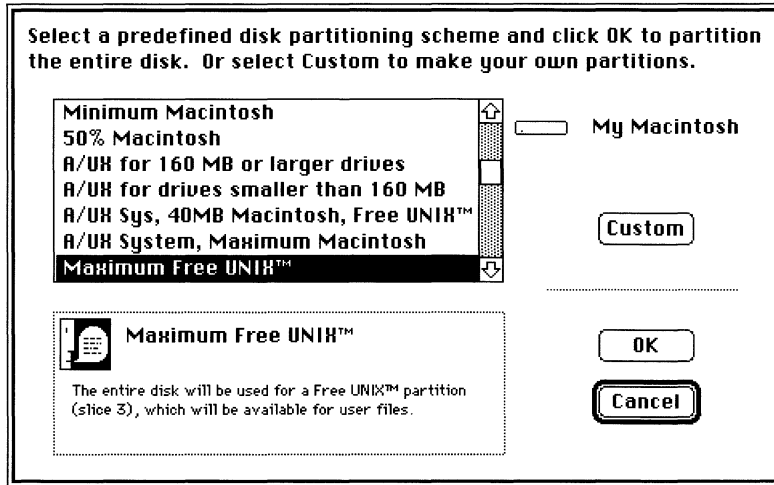 Select a predefined disk partitioning scheme and click OK to partition
the entire disk. Or select Custom to make your own partitions.
Minimum Macintosh
50% Macintosh
A/UX for 160 MB or larger drives
A/UX for drives smaller than 160 MB
A/UX Sys, 40MB Macintosh, Free UNIX™
A/UX System, Maximum Macintosh
Maximum Free UNIX™
My Macintosh
Custom
Maximum Free UNIX™
The entire disk will be used for a Free UNIX™ partition
(slice 3), which will be available for user files.
OK
Cancel